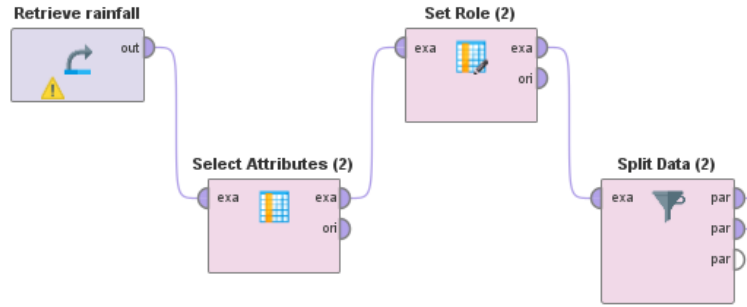 Retrieve rainfall
out
Select Attributes (2)
exa exa
ori
Set Role (2)
exa exa
ori
Split Data (2)
exa par
par
par